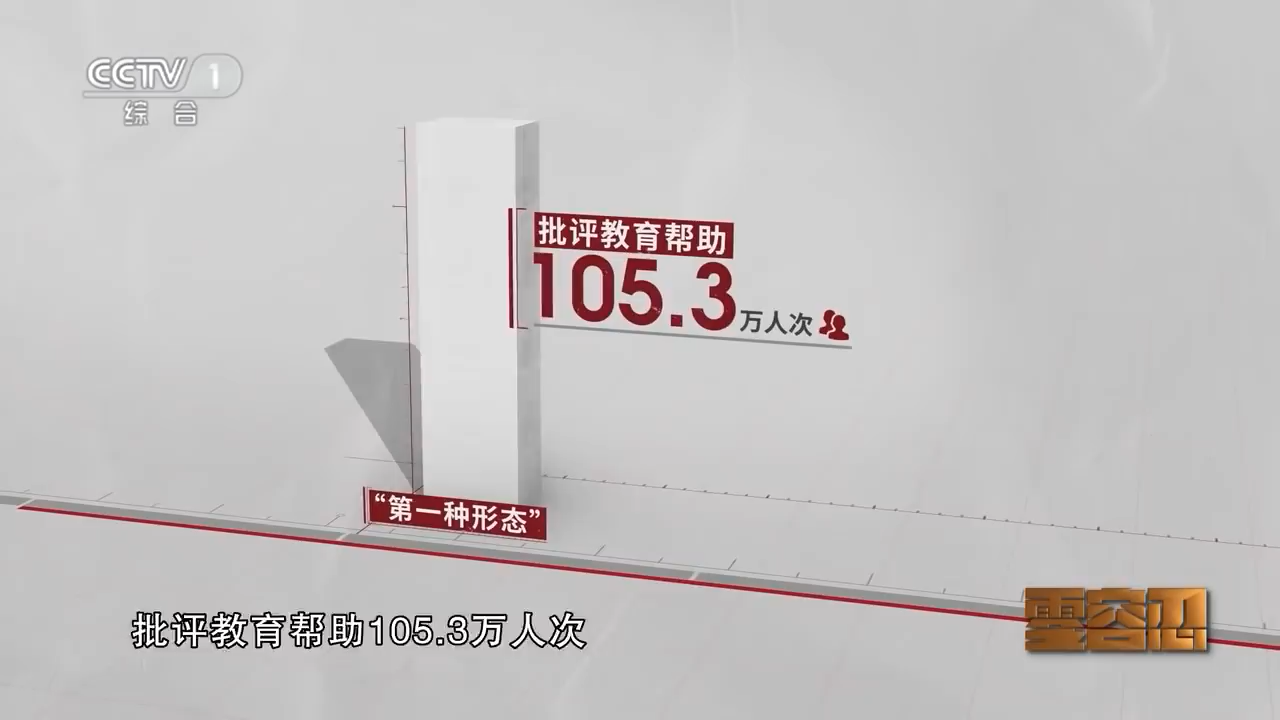 CCTV 1
综合
批评教育帮助
105.3万人次
“第一种形态”
批评教育帮助105.3万人次
零容忍